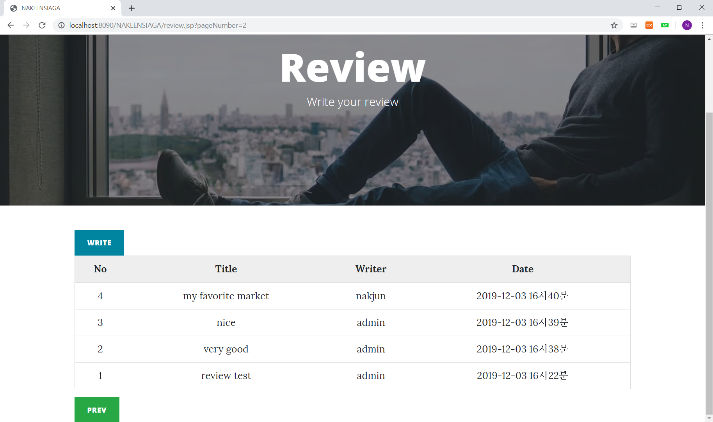 NAKLENSIAGA
localhost:8090/NAKLENSIAGA/review.jsp?pageNumber=2
N
Review
Write your review
WRITE
No Title Writer Date
4 my favorite market nakjun 2019-12-03 16시40분
3 nice admin 2019-12-03 16시39분
2 very good admin 2019-12-03 16시38분
1 review test admin 2019-12-03 16시22분
PREV